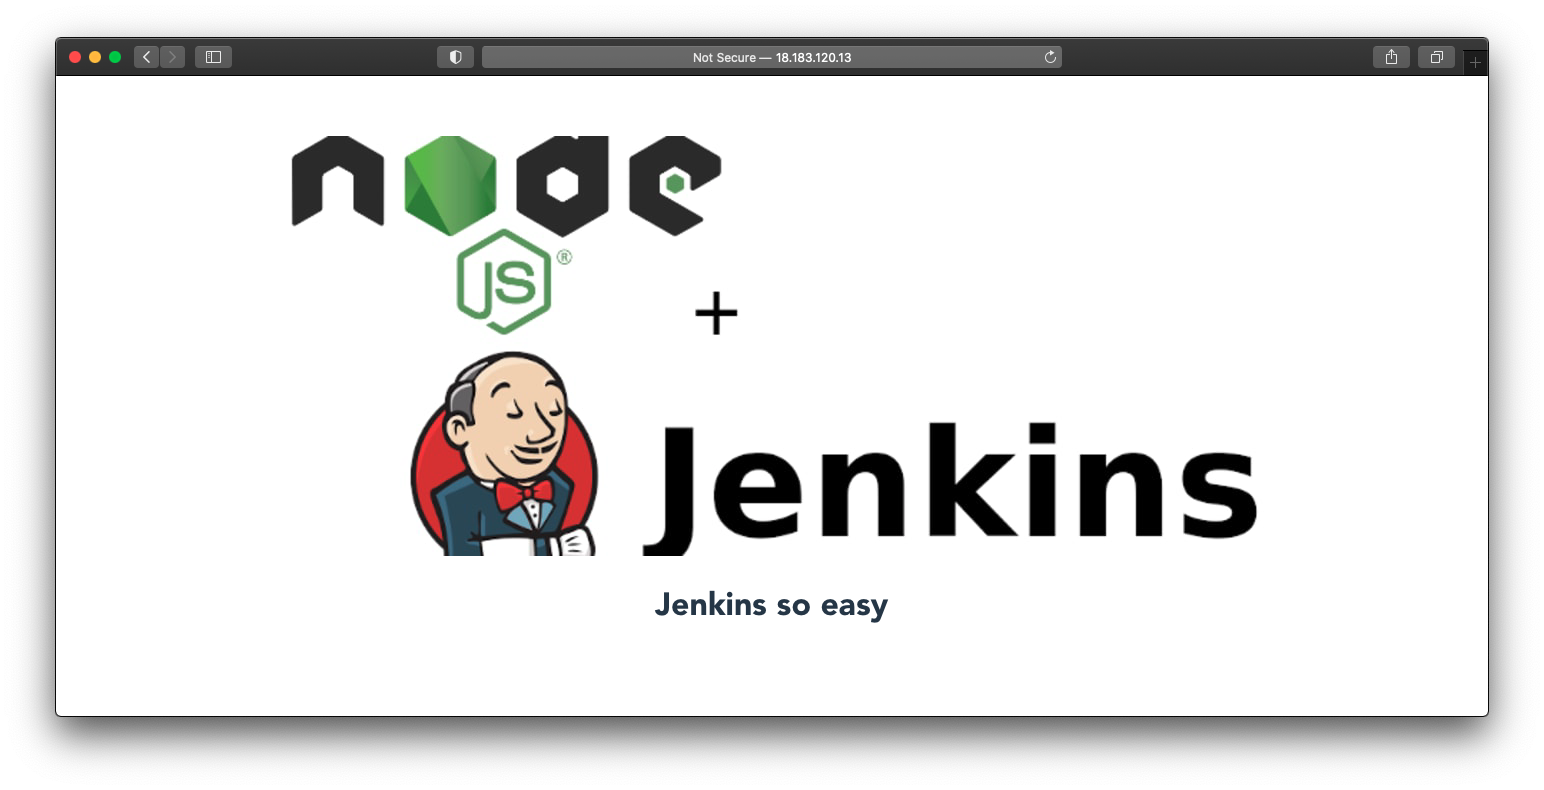 Not Secure — 18.183.120.13
node
JS ®
+
Jenkins
Jenkins so easy